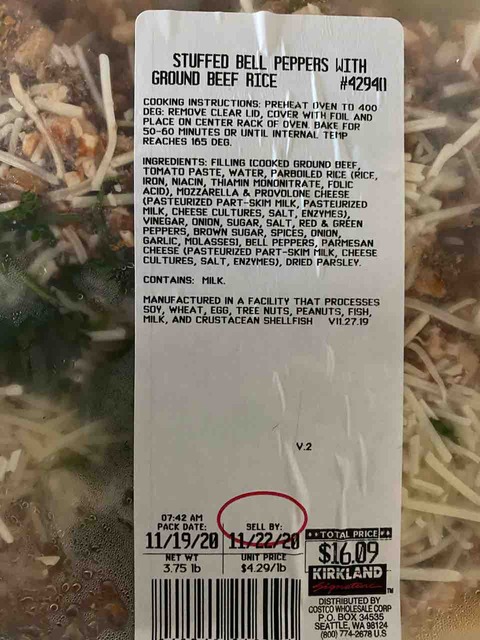 STUFFED BELL PEPPERS WITH
GROUND BEEF RICE #42940
COOKING INSTRUCTIONS: PREHEAT OVEN TO 400
DEG: REMOVE CLEAR LID, COVER WITH FOIL AND
PLACE ON CENTER RACK OF OVEN. BAKE FOR
50-60 MINUTES OR UNTIL INTERNAL TEMP
REACHES 165 DEG.
INGREDIENTS: FILLING [COOKED GROUND BEEF,
TOMATO PASTE, WATER, PARBOILED RICE (RICE,
IRON, NIACIN, THIAMIN MONONITRATE, FOLIC
ACID), MOZZARELLA & PROVOLONE CHEESE
(PASTEURIZED PART-SKIM MILK, PASTEURIZED
MILK, CHEESE CULTURES, SALT, ENZYMES),
VINEGAR, ONION, SUGAR, SALT, RED & GREEN
PEPPERS, BROWN SUGAR, SPICES, ONION,
GARLIC, MOLASSES], BELL PEPPERS, PARMESAN
CHEESE (PASTEURIZED PART-SKIM MILK, CHEESE
CULTURES, SALT, ENZYMES), DRIED PARSLEY.
CONTAINS: MILK.
MANUFACTURED IN A FACILITY THAT PROCESSES
SOY, WHEAT, EGG, TREE NUTS, PEANUTS, FISH,
MILK, AND CRUSTACEAN SHELLFISH V11.27.19
V.2
07:42 AM
PACK DATE: SELL BY:
11/19/20 11/22/20
NET WT UNIT PRICE
3.75 lb $4.29/lb
**TOTAL PRICE**
$16.09
KIRKLAND
Signature TM
DISTRIBUTED BY
COSTCO WHOLESALE CORP
P.O. BOX 34535
SEATTLE, WA 98124
(800) 774-2678 U.S